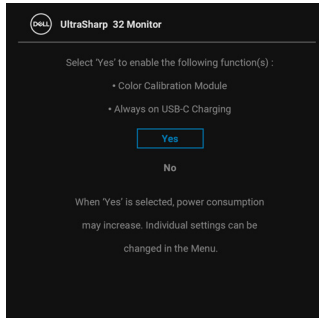 DELL UltraSharp 32 Monitor
Select 'Yes' to enable the following function(s) :
• Color Calibration Module
• Always on USB-C Charging
Yes
No
When 'Yes' is selected, power consumption
may increase. Individual settings can be
changed in the Menu.